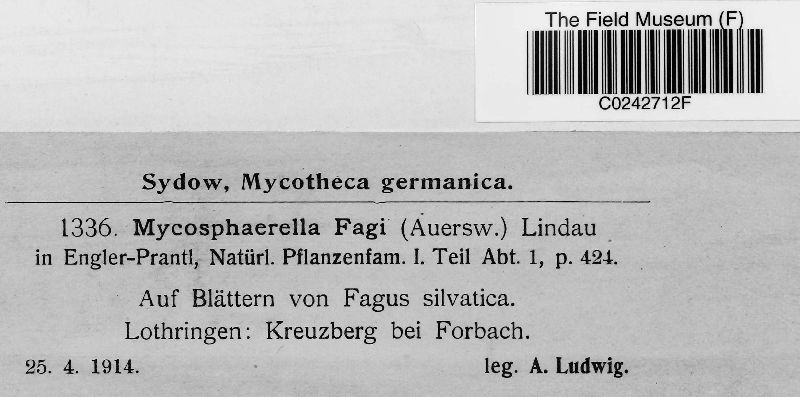 The Field Museum (F)
C0242712F
Sydow, Mycotheca germanica.
1336. Mycosphaerella Fagi (Auersw.) Lindau
in Engler-Prantl, Natürl. Pflanzenfam. I. Teil Abt. 1, p. 424.
Auf Blättern von Fagus silvatica.
Lothringen: Kreuzberg bei Forbach.
25. 4. 1914. leg. A. Ludwig.